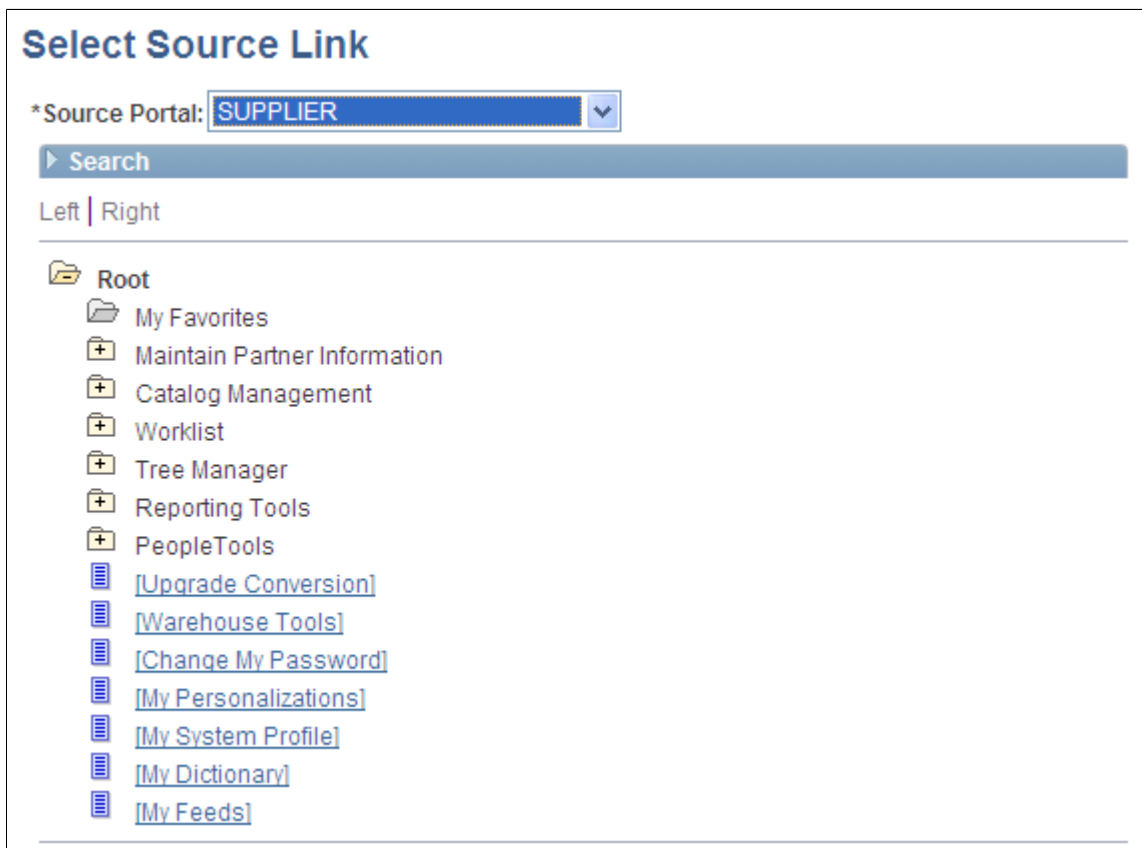 Select Source Link
*Source Portal: SUPPLIER
Search
Left | Right
Root
My Favorites
Maintain Partner Information
Catalog Management
Worklist
Tree Manager
Reporting Tools
PeopleTools
[Upgrade Conversion]
[Warehouse Tools]
[Change My Password]
[My Personalizations]
[My System Profile]
[My Dictionary]
[My Feeds]